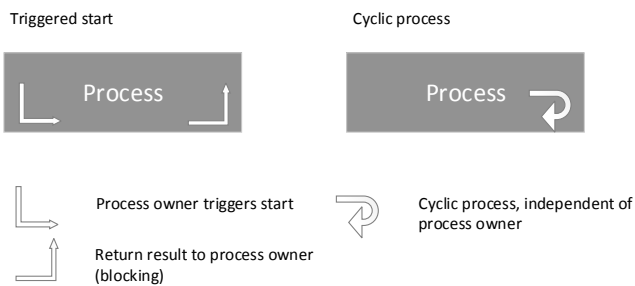 Triggered start
Cyclic process
Process
Process
Process owner triggers start
Return result to process owner
(blocking)
Cyclic process, independent of
process owner